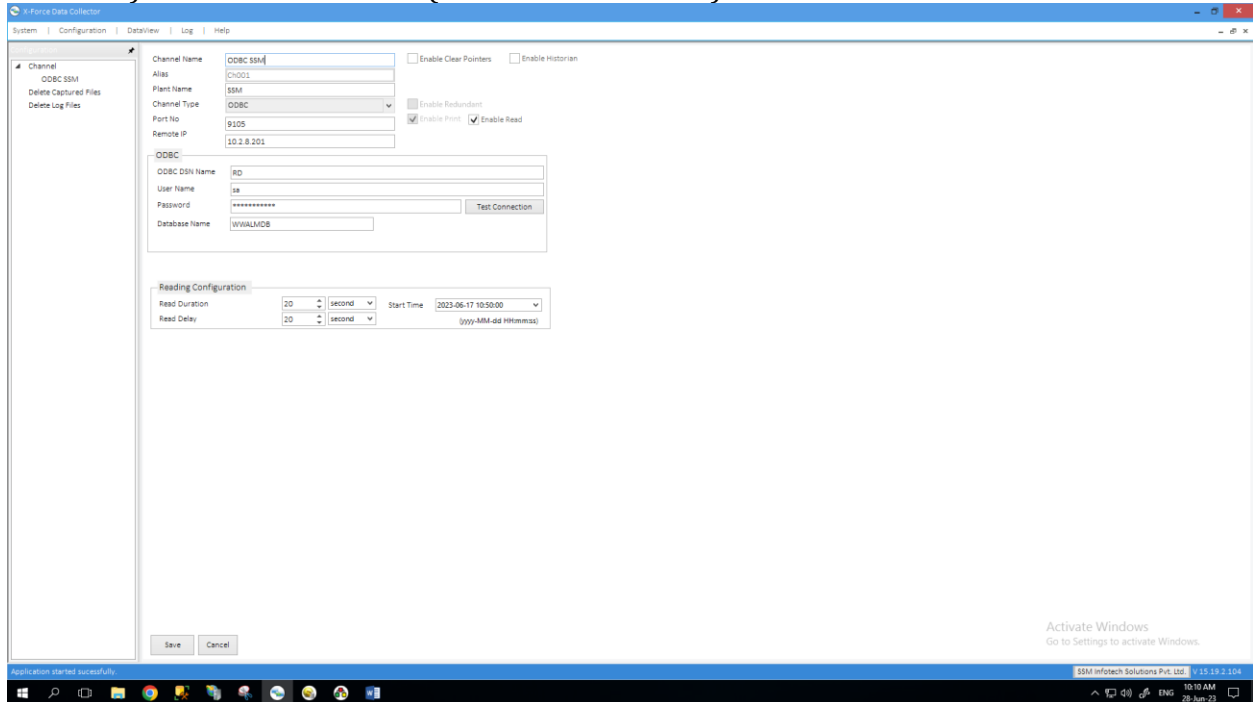 X-Force Data Collector
System | Configuration | DataView | Log | Help
Configuration
Channel
ODBC SSM
Delete Captured Files
Delete Log Files
Channel Name ODBC SSM Enable Clear Pointers Enable Historian
Alias Ch001
Plant Name SSM
Channel Type ODBC Enable Redundant
Port No 9105 Enable Print Enable Read
Remote IP 10.2.8.201
ODBC
ODBC DSN Name RD
User Name sa
Password *********** Test Connection
Database Name WWALMDB
Reading Configuration
Read Duration 20 second Start Time 2023-06-17 10:50:00
Read Delay 20 second (yyyy-MM-dd HH:mm:ss)
Activate Windows
Go to Settings to activate Windows.
Save Cancel
Application started sucessfully. SSM Infotech Solutions Pvt. Ltd. V 15.19 2.104
ENG 10:10 AM
28-Jun-23